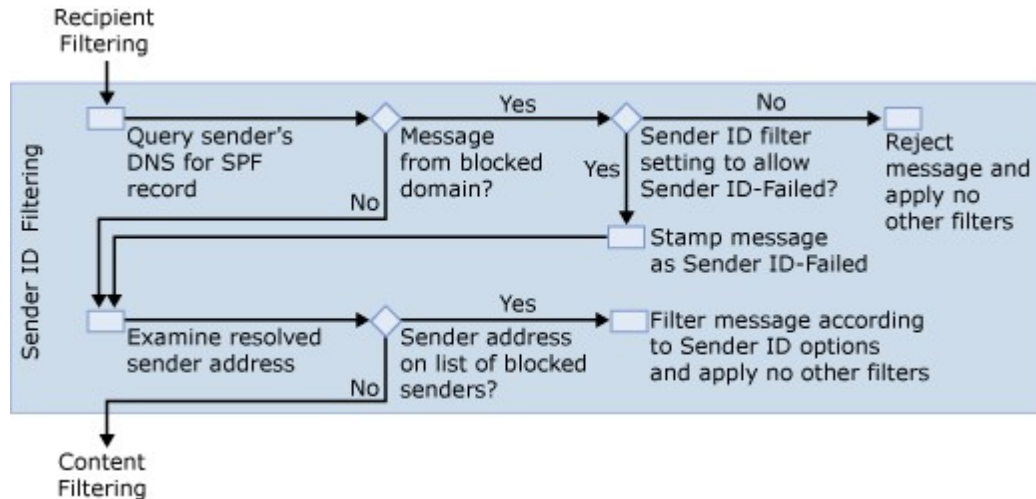 Recipient
Filtering
Sender ID Filtering
Query sender's
DNS for SPF
record
Yes
Message
from blocked
domain?
No
Yes
Sender ID filter
setting to allow
Sender ID-Failed?
No
Reject
message and
apply no
other filters
Stamp message
as Sender ID-Failed
Examine resolved
sender address
Yes
Sender address
on list of blocked
senders?
No
Filter message according
to Sender ID options
and apply no other filters
Content
Filtering